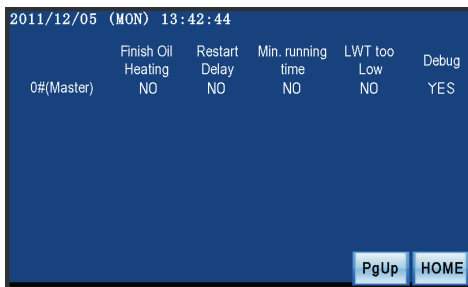 2011/12/05 (MON) 13:42:44
Finish Oil Restart Min. running LWT too Debug
Heating Delay time Low
0#(Master) NO NO NO NO YES
PgUp HOME